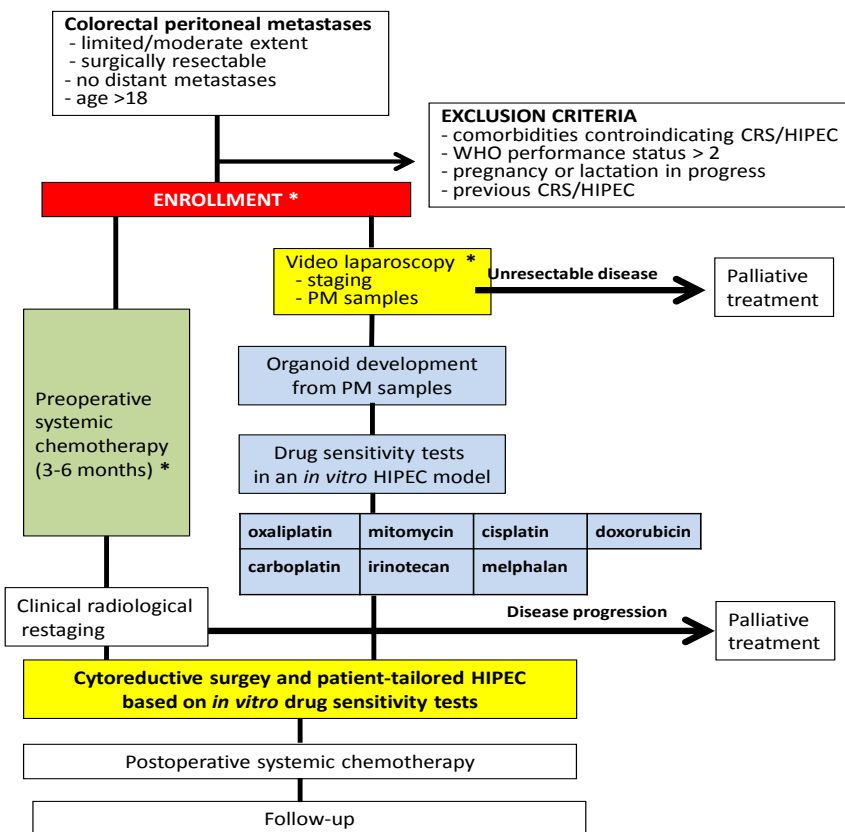 Colorectal peritoneal metastases
- limited/moderate extent
- surgically resectable
- no distant metastases
- age >18
EXCLUSION CRITERIA
- comorbidities controindicating CRS/HIPEC
- WHO performance status > 2
- pregnancy or lactation in progress
- previous CRS/HIPEC
ENROLLMENT *
Video laparoscopy *
- staging
- PM samples
Unresectable disease
Palliative
treatment
Organoid development
from PM samples
Preoperative
systemic
chemotherapy
(3-6 months) *
Drug sensitivity tests
in an in vitro HIPEC model
oxaliplatin mitomycin cisplatin doxorubicin
carboplatin irinotecan melphalan
Clinical radiological
restaging
Disease progression
Palliative
treatment
Cytoreductive surgey and patient-tailored HIPEC
based on in vitro drug sensitivity tests
Postoperative systemic chemotherapy
Follow-up